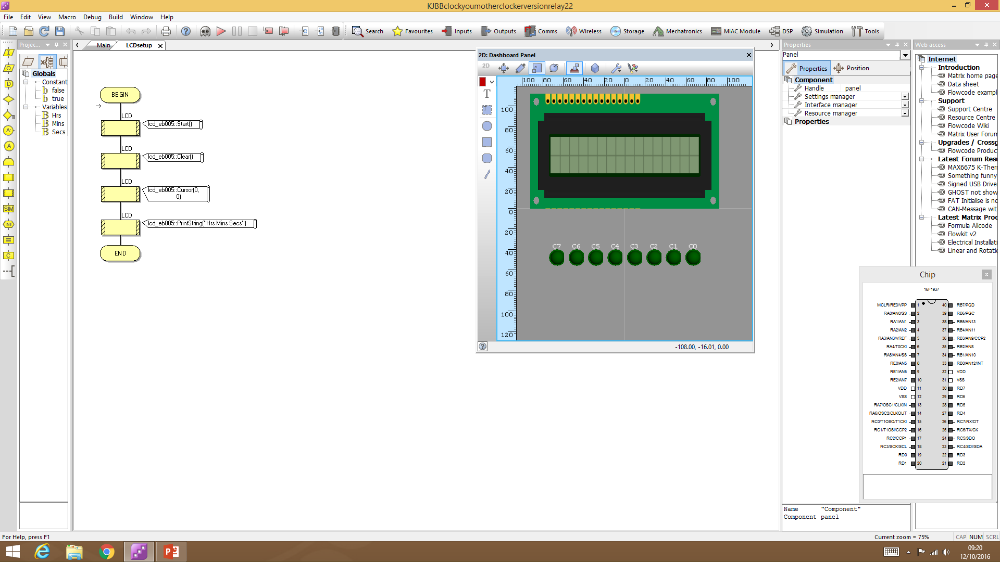 KJBBclockyoumotherclockerversionrelay22
File Edit View Macro Debug Build Window Help
Search Favourites Inputs Outputs Comms Wireless Storage Mechatronics MIAC Module DSP Simulation Tools
Projec...
Globals
Constant
false
true
Variables
Hrs
Mins
Secs
Main LCDsetup
BEGIN
LCD
lcd_eb005::Start()
LCD
lcd_eb005::Clear()
LCD
lcd_eb005::Cursor(0,
0)
LCD
lcd_eb005::PrintString("Hrs Mins Secs")
END
I
O
D
A:
A
SIM
INT
C
2D: Dashboard Panel
2D
T
100 80 60 40 20 0 20 40 60 80 100
100
80
60
40
20
0
20
40
60
80
100
120
C7 C6 C5 C4 C3 C2 C1 C0
-108.00, -16.01, 0.00
Properties
Panel
Properties Position
Component
Handle panel
Settings manager
Interface manager
Resource manager
Properties
Name "Component"
Component panel
Web access
Internet
Introduction
Matrix home page
Data sheet
Flowcode exampl
Support
Support Centre
Resource Centre
Flowcode Wiki
Matrix User Forum
Upgrades / Crossg
Flowcode Produc
Latest Forum Resu
MAX6675 K-Ther
Something funny
Signed USB Drive
GHOST not show
FAT Initialise is no
CAN-Message wit
Latest Matrix Proc
Formula Allcode
Flowkit v2
Electrical Installati
Linear and Rotatio
Chip
16F1937
MCLR/RE3/VPP 1 40 RB7/PGD
RA0/AN0/SS 2 39 RB6/PGC
RA1/AN1 3 38 RB5/AN13
RA2/AN2 4 37 RB4/AN11
RA3/AN3/VREF 5 36 RB3/AN9/CCP2
RA4/T0CKI 6 35 RB2/AN8
RA5/AN4/SS 7 34 RB1/AN10
RE0/AN5 8 33 RB0/AN12/INT
RE1/AN6 9 32 VDD
RE2/AN7 10 31 VSS
VDD 11 30 RD7
VSS 12 29 RD6
RA7/OSC1/CLKIN 13 28 RD5
RA6/OSC2/CLKOUT 14 27 RD4
RC0/T1OSO/T1CKI 15 26 RC7/RX/DT
RC1/T1OSI/CCP2 16 25 RC6/TX/CK
RC2/CCP1 17 24 RC5/SDO
RC3/SCK/SCL 18 23 RC4/SDI/SDA
RD0 19 22 RD3
RD1 20 21 RD2
For Help, press F1
Current zoom = 75% CAP NUM SCRL
09:20
12/10/2016